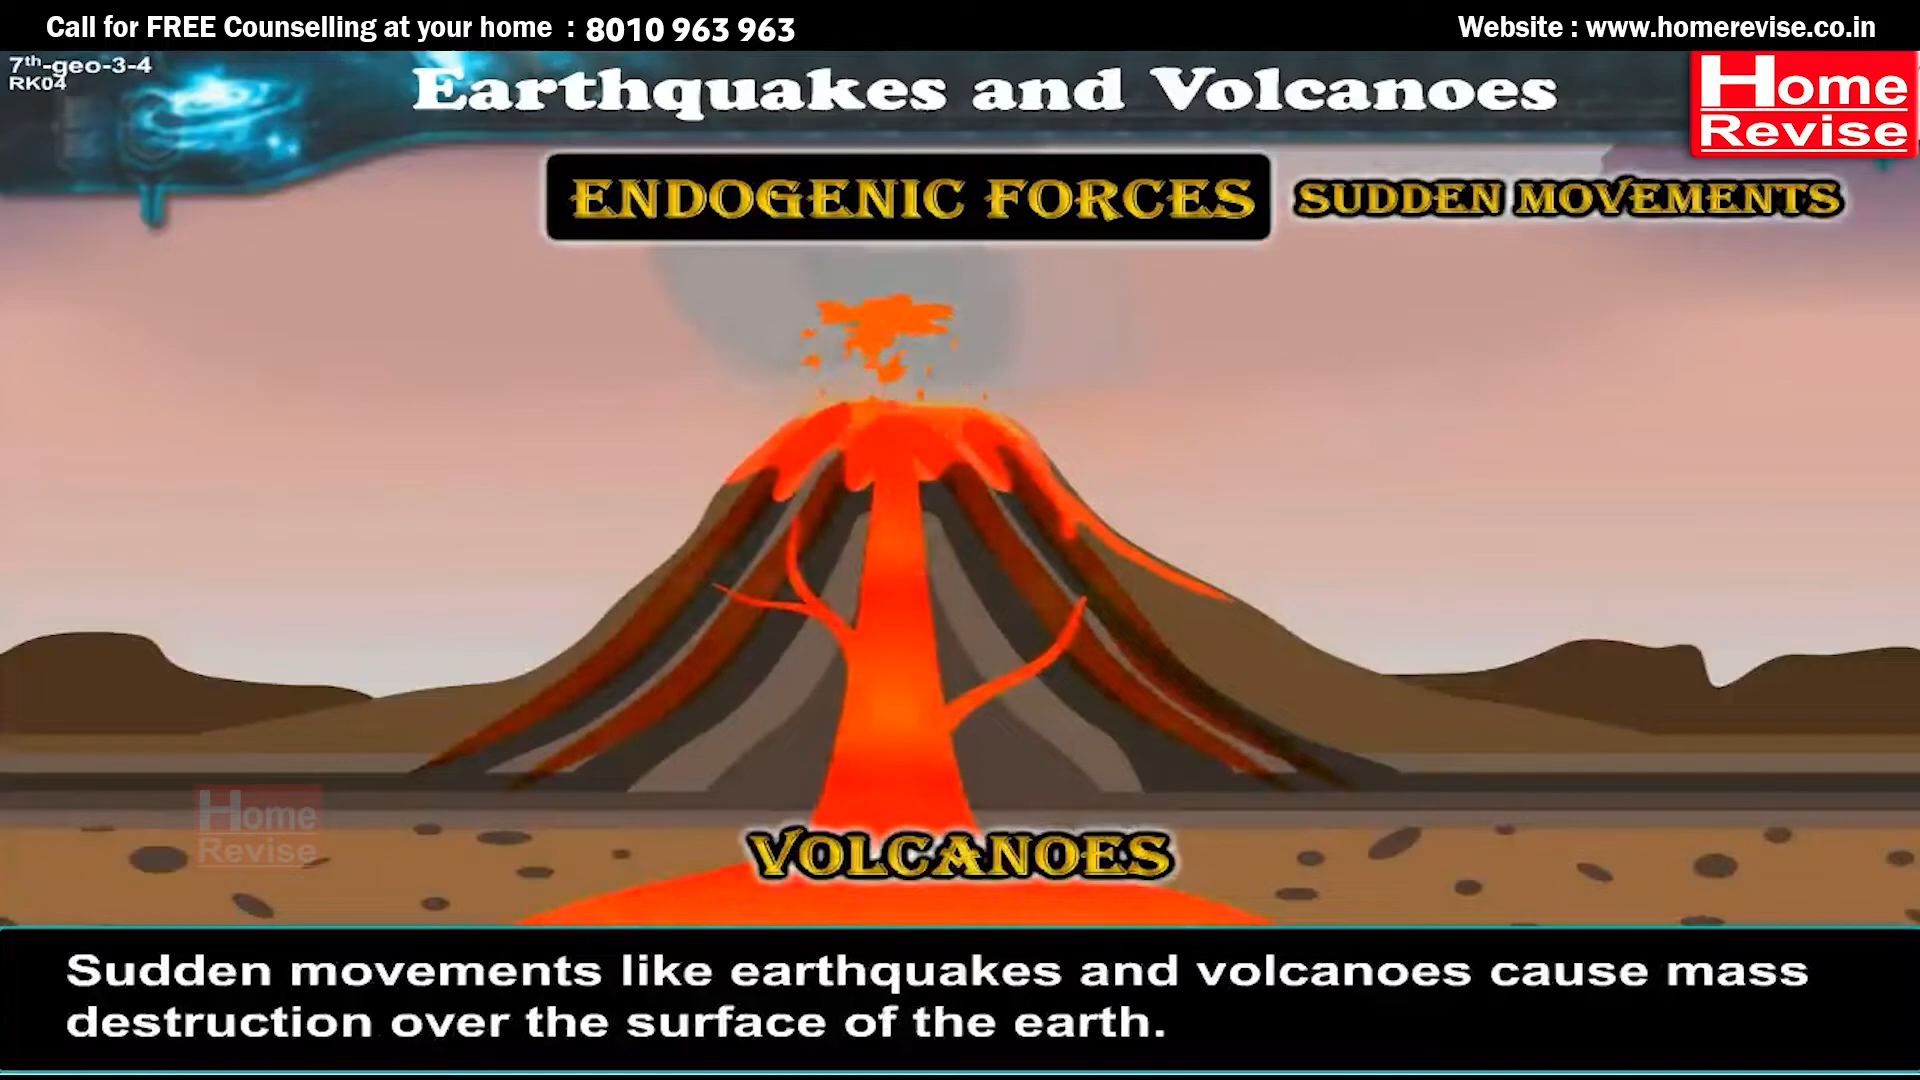 Call for FREE Counselling at your home : 8010 963 963
Website : www.homerevise.co.in
7th-geo-3-4
RK04
Earthquakes and Volcanoes
Home
Revise
ENDOGENIC FORCES
SUDDEN MOVEMENTS
Home
Revise
VOLCANOES
Sudden movements like earthquakes and volcanoes cause mass
destruction over the surface of the earth.